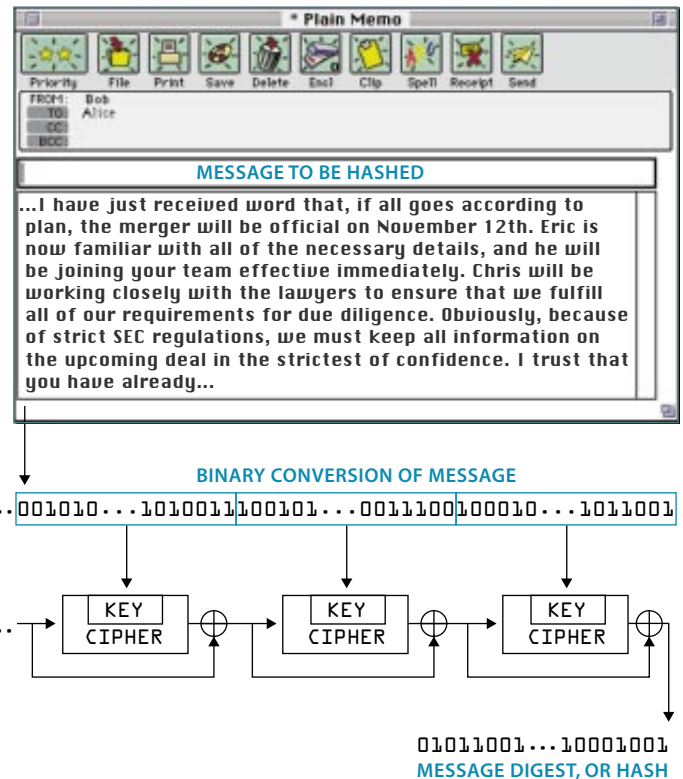 * Plain Memo
Priority File Print Save Delete Encl Clip Spell Receipt Send
FROM: Bob
TO: Alice
CC:
BCC:
MESSAGE TO BE HASHED
...I have just received word that, if all goes according to
plan, the merger will be official on November 12th. Eric is
now familiar with all of the necessary details, and he will
be joining your team effective immediately. Chris will be
working closely with the lawyers to ensure that we fulfill
all of our requirements for due diligence. Obviously, because
of strict SEC regulations, we must keep all information on
the upcoming deal in the strictest of confidence. I trust that
you have already...
BINARY CONVERSION OF MESSAGE
..001010...1010011 100101...0011100 100010...1011001
KEY KEY KEY
.. CIPHER CIPHER CIPHER
01011001...10001001
MESSAGE DIGEST, OR HASH